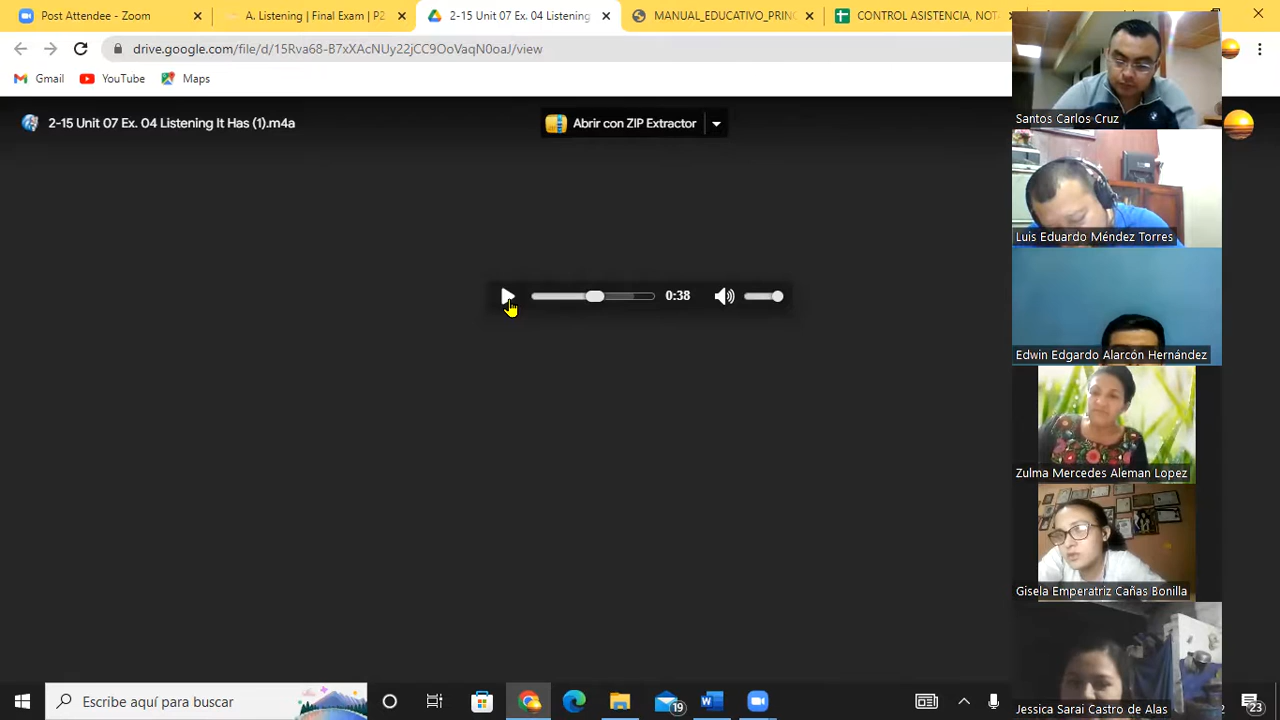 Post Attendee - Zoom
A. Listening | Final Exam | P2
2-15 Unit 07 Ex. 04 Listening
MANUAL_EDUCATIVO_PRINC
CONTROL ASISTENCIA, NOTA
drive.google.com/file/d/15Rva68-B7xXAcNUy22jCC9OoVaqN0oaJ/view
Gmail
YouTube
Maps
2-15 Unit 07 Ex. 04 Listening It Has (1).m4a
Abrir con ZIP Extractor
0:38
Santos Carlos Cruz
Luis Eduardo Méndez Torres
Edwin Edgardo Alarcón Hernández
Zulma Mercedes Aleman Lopez
Gisela Emperatriz Cañas Bonilla
Jessica Sarai Castro de Alas
Escribe aquí para buscar
19
23